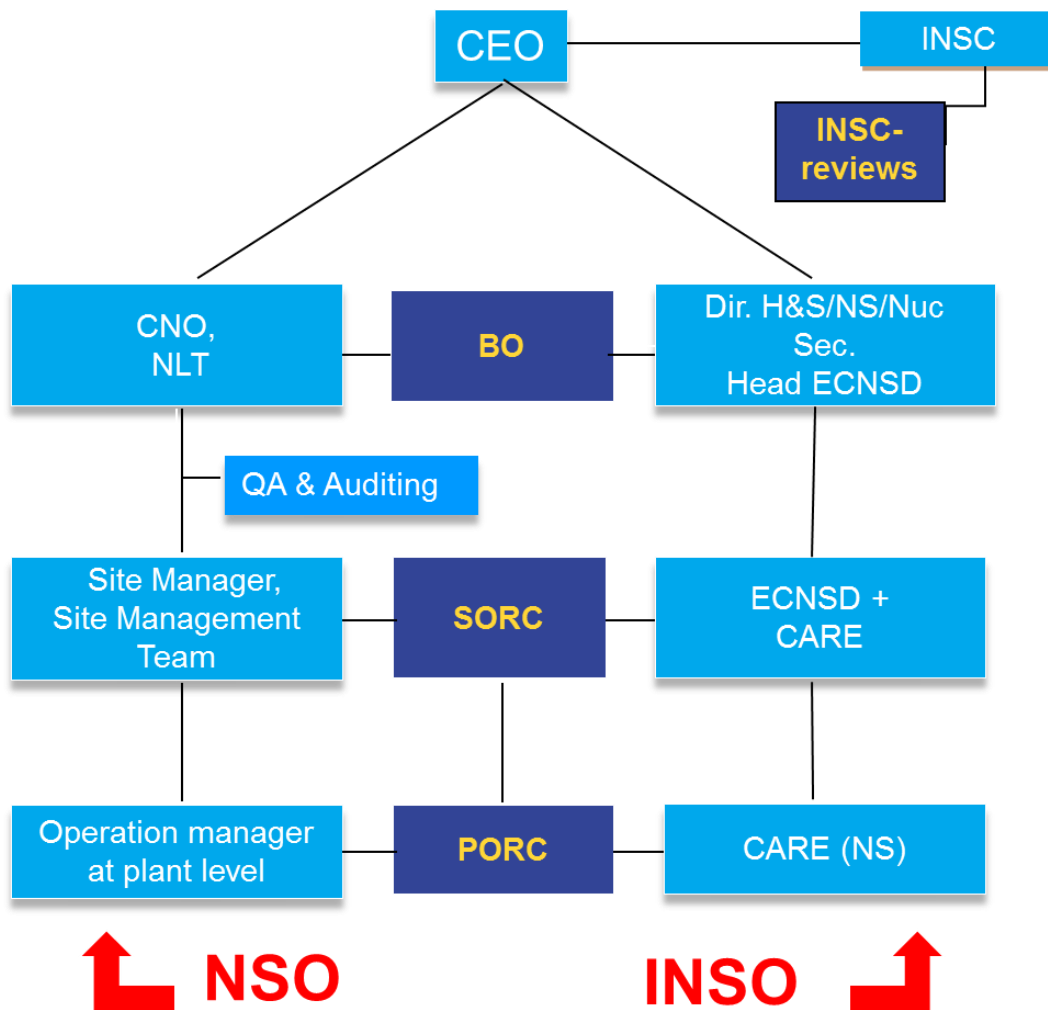 CEO
INSC
INSC-
reviews
CNO,
NLT
BO
Dir. H&S/NS/Nuc
Sec.
Head ECNSD
QA & Auditing
Site Manager,
Site Management
Team
SORC
ECNSD +
CARE
Operation manager
at plant level
PORC
CARE (NS)
NSO
INSO